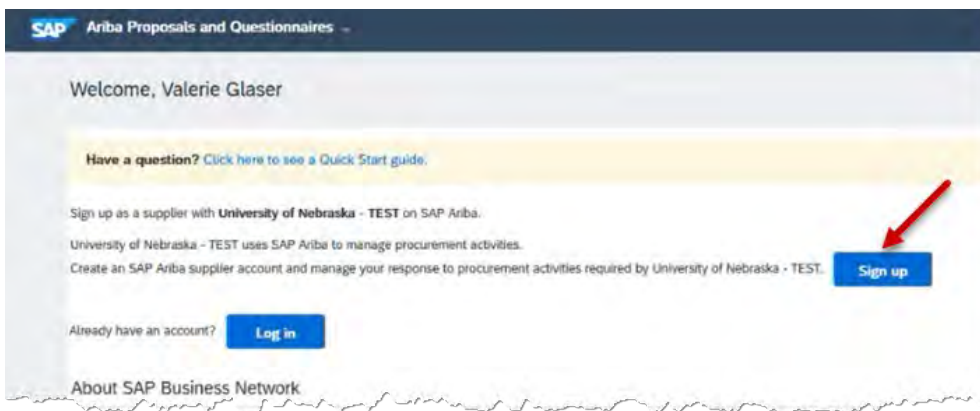 SAP Ariba Proposals and Questionnaires
Welcome, Valerie Glaser
Have a question? Click here to see a Quick Start guide.
Sign up as a supplier with University of Nebraska - TEST on SAP Ariba.
University of Nebraska - TEST uses SAP Ariba to manage procurement activities.
Create an SAP Ariba supplier account and manage your response to procurement activities required by University of Nebraska - TEST. Sign up
Already have an account? Log in
About SAP Business Network